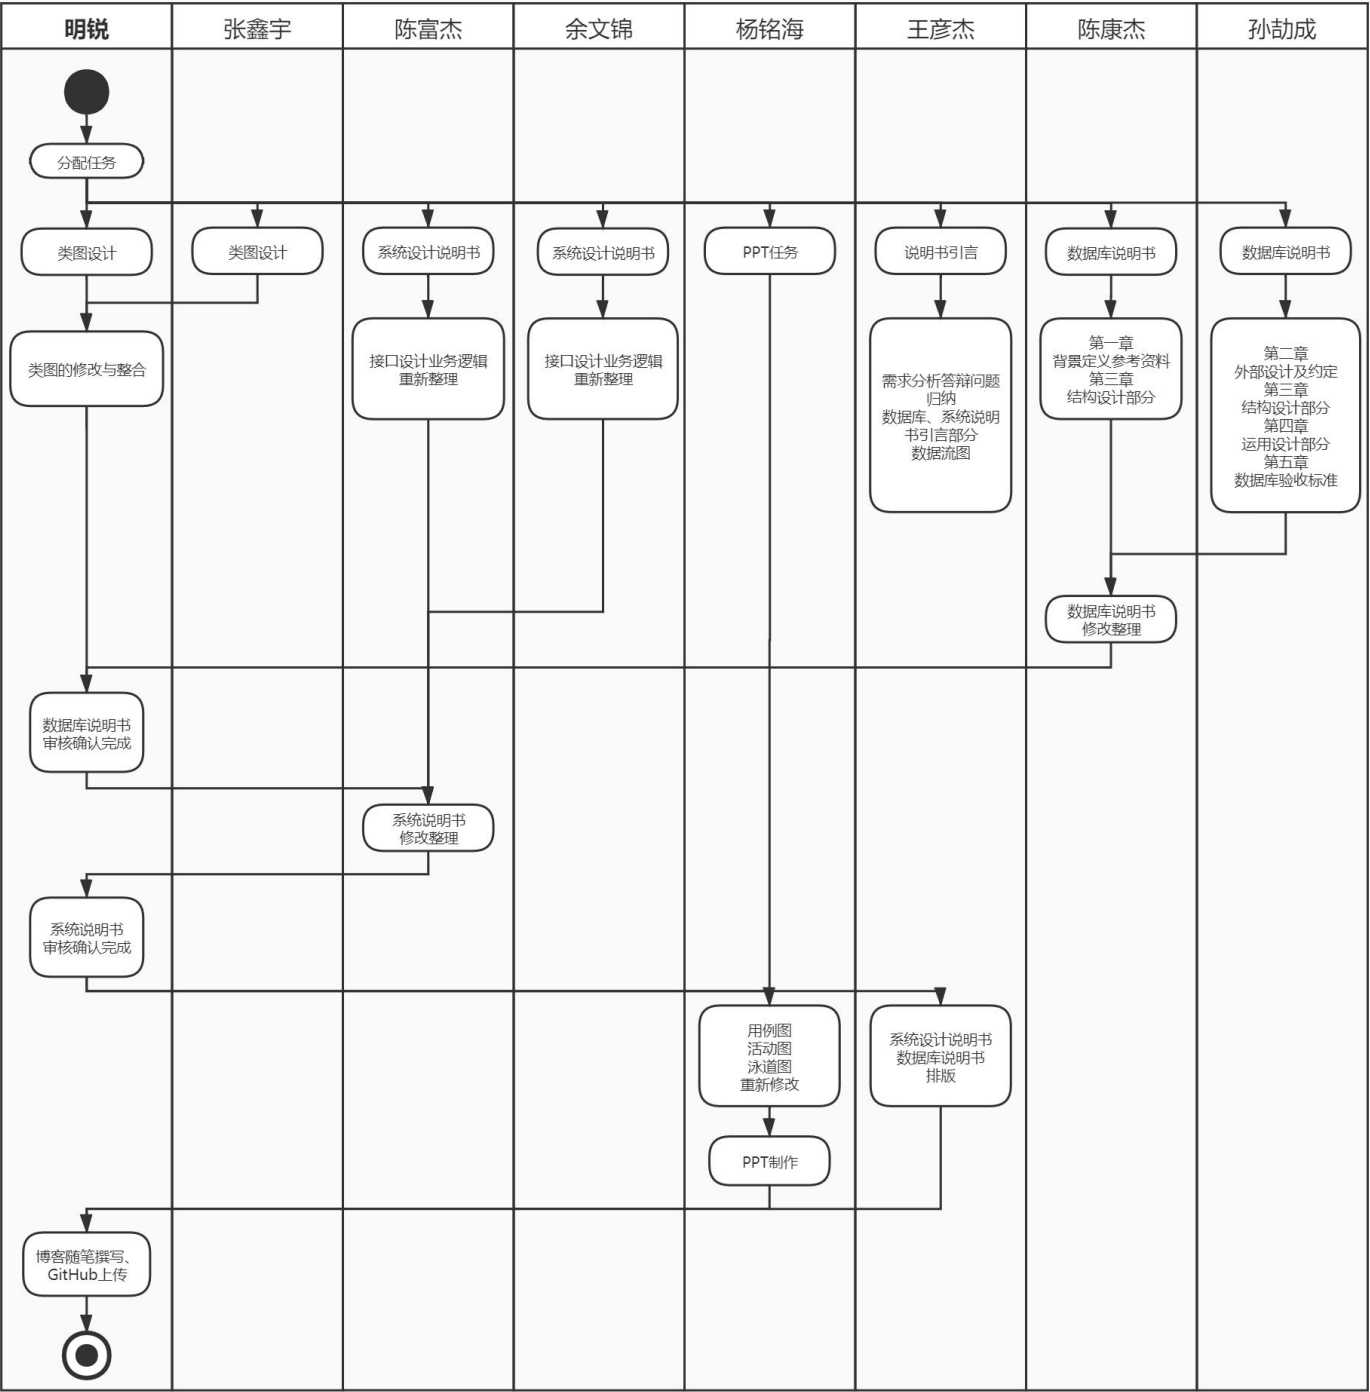 明锐
张鑫宇
陈富杰
余文锦
杨铭海
王彦杰
陈康杰
孙劼成
分配任务
类图设计
类图设计
系统设计说明书
系统设计说明书
PPT任务
说明书引言
数据库说明书
数据库说明书
类图的修改与整合
接口设计业务逻辑
重新整理
接口设计业务逻辑
重新整理
需求分析答辩问题
归纳
数据库、系统说明
书引言部分
数据流图
第一章
背景定义参考资料
第三章
结构设计部分
第二章
外部设计及约定
第三章
结构设计部分
第四章
运用设计部分
第五章
数据库验收标准
数据库说明书
修改整理
数据库说明书
审核确认完成
系统说明书
修改整理
系统说明书
审核确认完成
用例图
活动图
泳道图
重新修改
系统设计说明书
数据库说明书
排版
PPT制作
博客随笔撰写、
GitHub上传